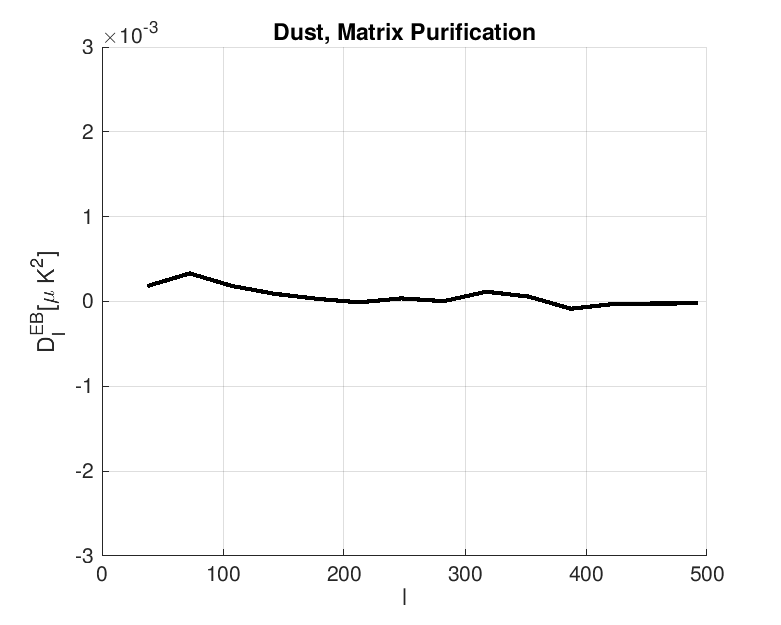 Dust, Matrix Purification
×10^-3
3
2
1
0
-1
-2
-3
D_l^EB[μ K^2]
0 100 200 300 400 500
l